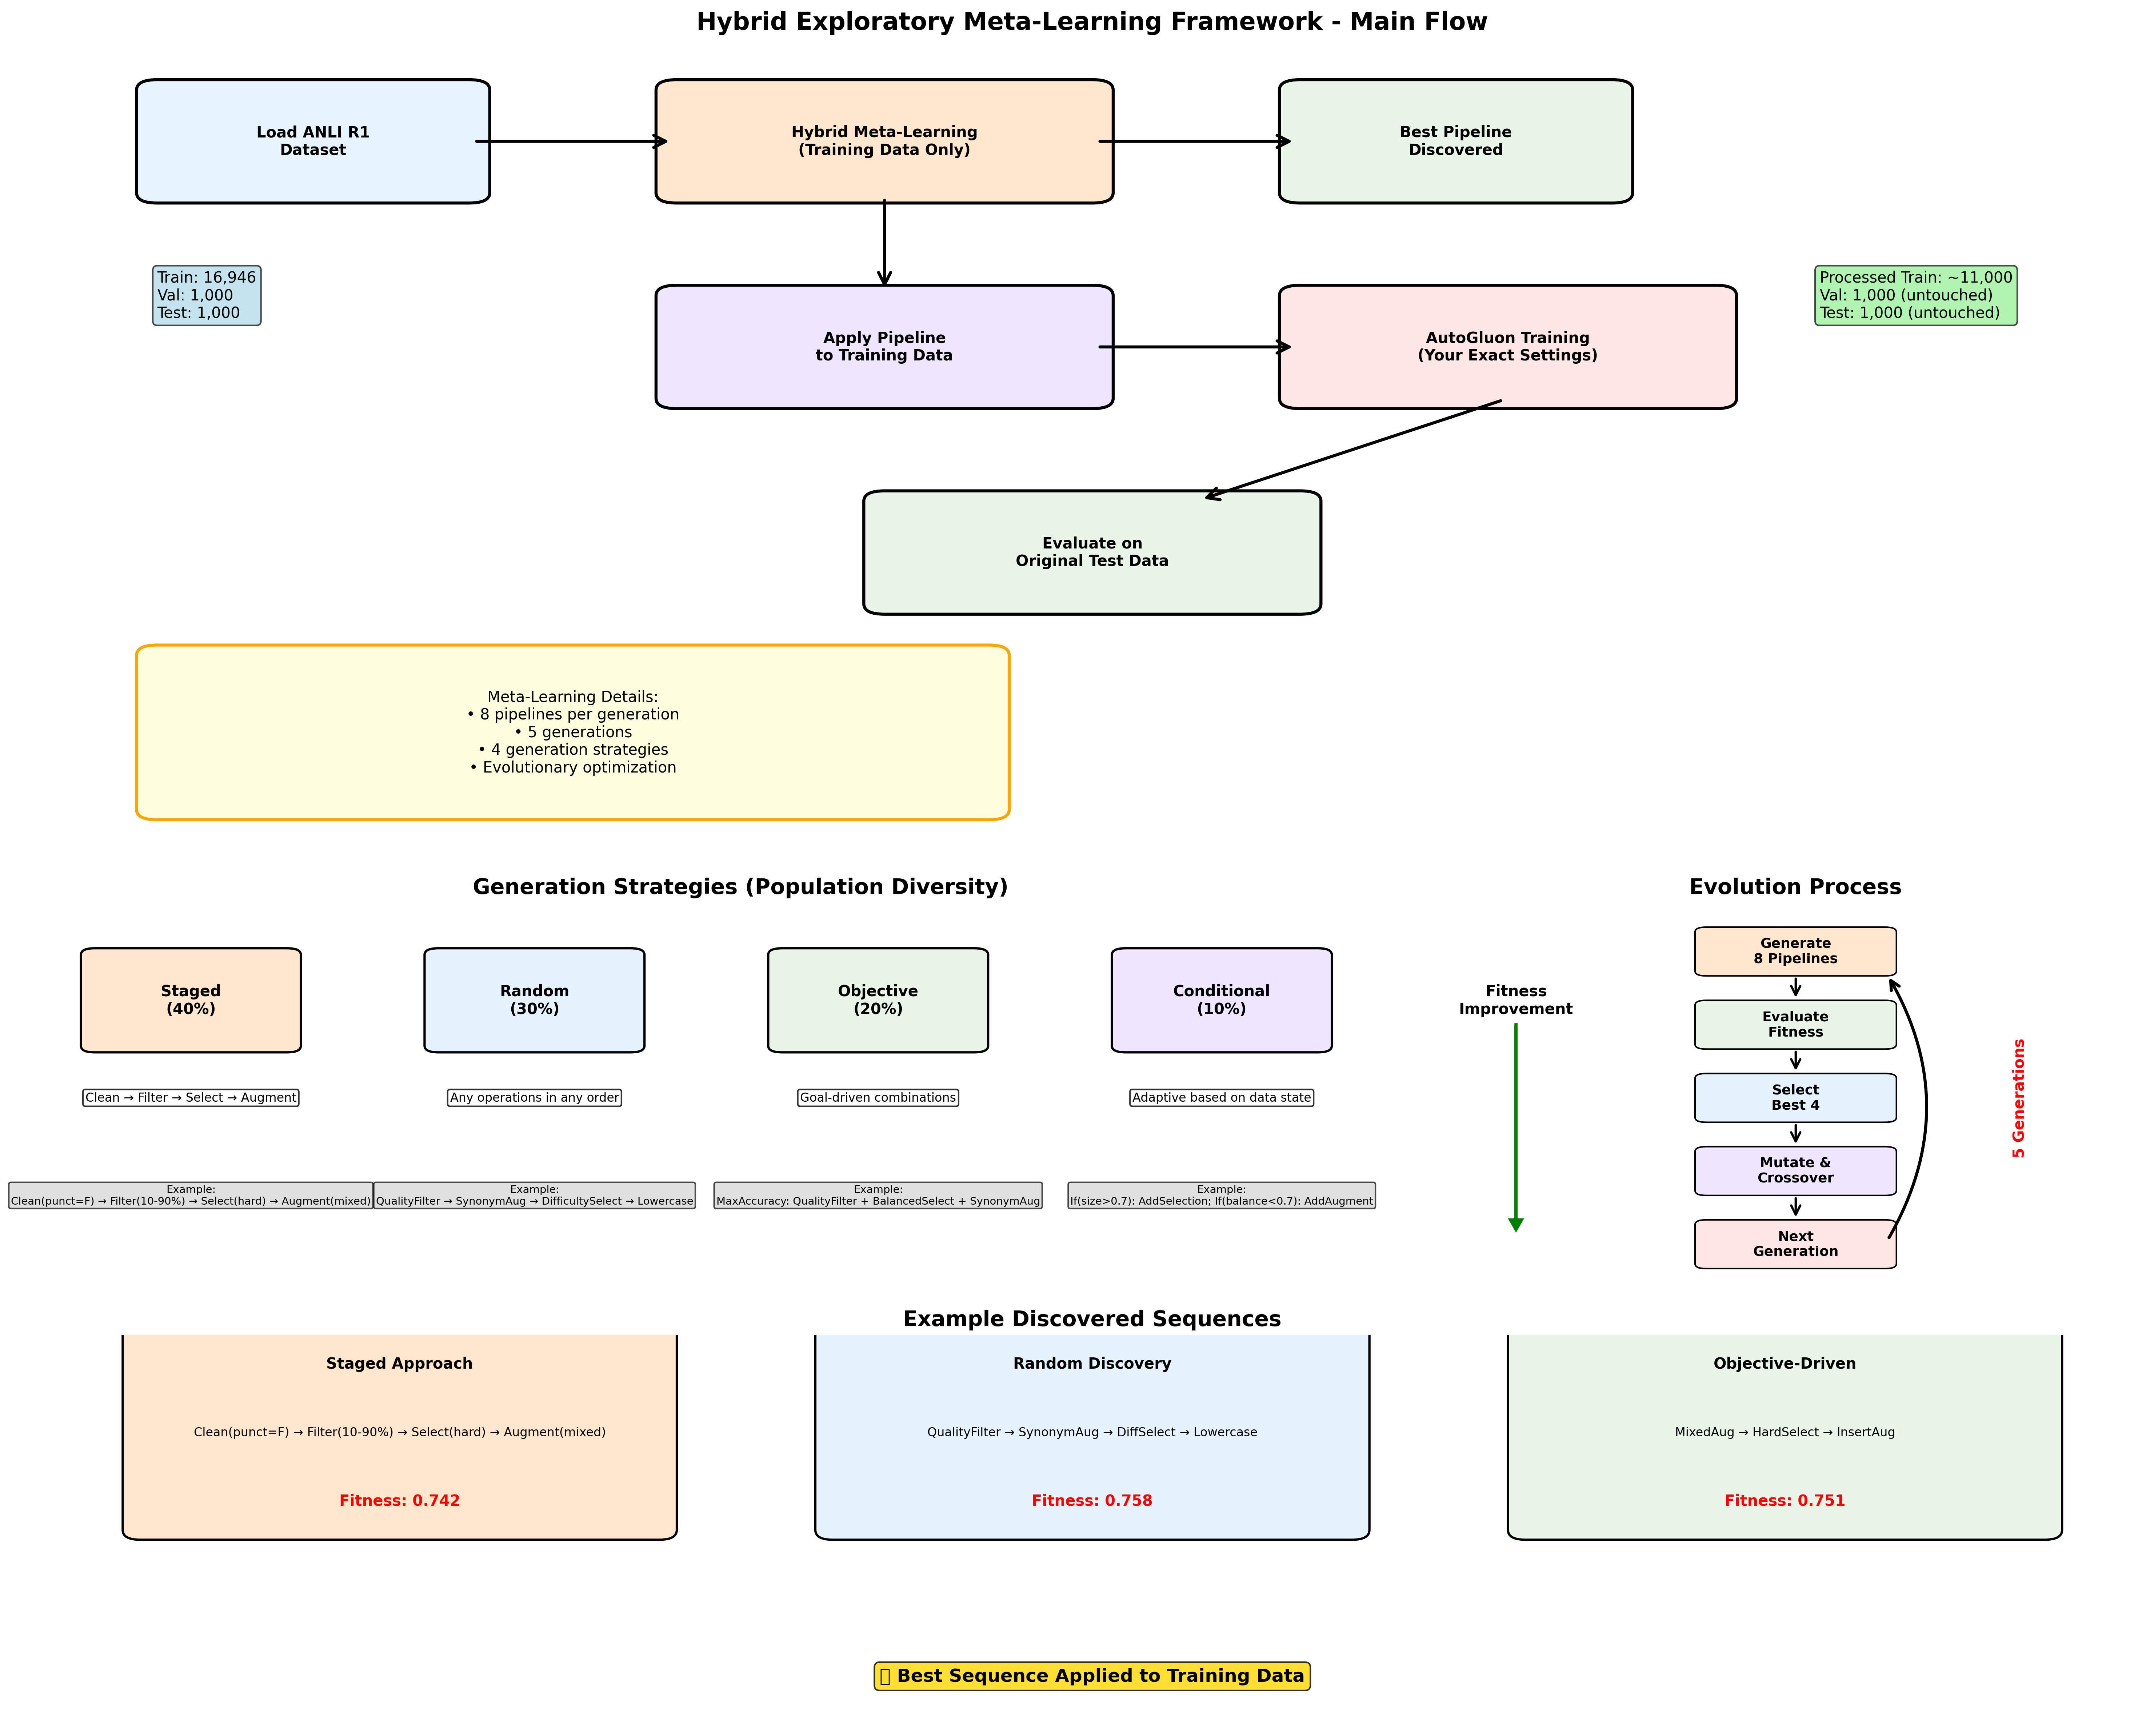 Hybrid Exploratory Meta-Learning Framework - Main Flow
Load ANLI R1
Dataset
Hybrid Meta-Learning
(Training Data Only)
Best Pipeline
Discovered
Train: 16,946
Val: 1,000
Test: 1,000
Apply Pipeline
to Training Data
AutoGluon Training
(Your Exact Settings)
Processed Train: ~11,000
Val: 1,000 (untouched)
Test: 1,000 (untouched)
Evaluate on
Original Test Data
Meta-Learning Details:
• 8 pipelines per generation
• 5 generations
• 4 generation strategies
• Evolutionary optimization
Generation Strategies (Population Diversity)
Staged
(40%)
Random
(30%)
Objective
(20%)
Conditional
(10%)
Clean → Filter → Select → Augment
Any operations in any order
Goal-driven combinations
Adaptive based on data state
Example:
Clean(punct=F) → Filter(10-90%) → Select(hard) → Augment(mixed)
Example:
QualityFilter → SynonymAug → DifficultySelect → Lowercase
Example:
MaxAccuracy: QualityFilter + BalancedSelect + SynonymAug
Example:
If(size>0.7): AddSelection; If(balance<0.7): AddAugment
Evolution Process
Fitness
Improvement
Generate
8 Pipelines
Evaluate
Fitness
Select
Best 4
Mutate &
Crossover
Next
Generation
5 Generations
Example Discovered Sequences
Staged Approach
Clean(punct=F) → Filter(10-90%) → Select(hard) → Augment(mixed)
Fitness: 0.742
Random Discovery
QualityFilter → SynonymAug → DiffSelect → Lowercase
Fitness: 0.758
Objective-Driven
MixedAug → HardSelect → InsertAug
Fitness: 0.751
Best Sequence Applied to Training Data